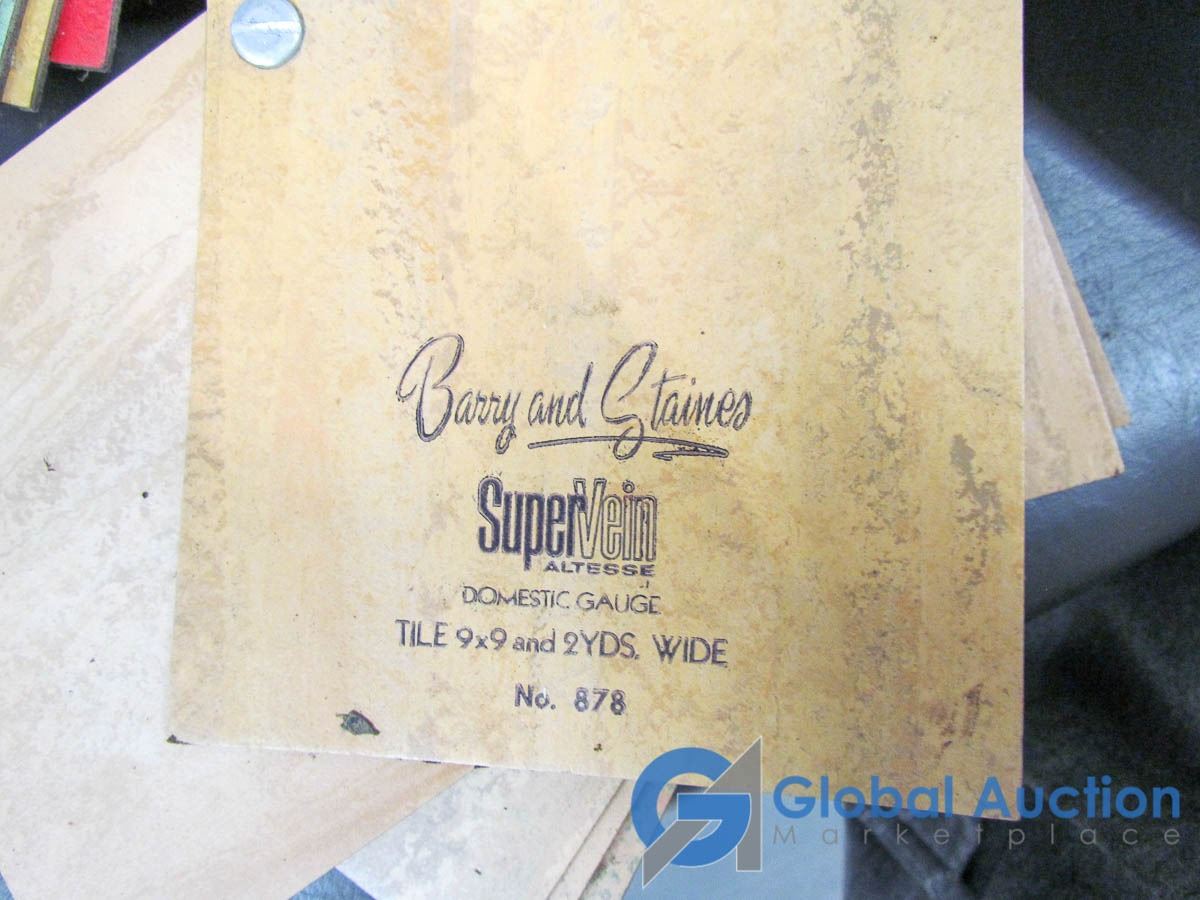 Barry and Staines
SuperVein
ALTESSE
DOMESTIC GAUGE
TILE 9x9 and 2YDS. WIDE
No. 878
Global Auction
Marketplace